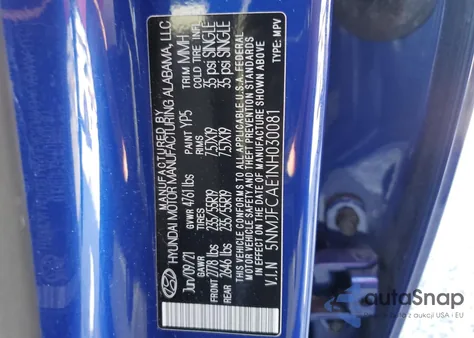 MANUFACTURED BY
HYUNDAI MOTOR MANUFACTURING ALABAMA, LLC.
Jun/09/21 GVWR 4761 lbs PAINT YP5 TRIM MMH
GAWR TIRES RIMS COLD TIRE INFL.
FRONT 2778 lbs 235/55R19 7.5JX19 35 psi SINGLE
REAR 2646 lbs 235/55R19 7.5JX19 35 psi SINGLE
THIS VEHICLE CONFORMS TO ALL APPLICABLE U.S.A. FEDERAL
MOTOR VEHICLE SAFETY AND THEFT PREVENTION STANDARDS
IN EFFECT ON THE DATE OF MANUFACTURE SHOWN ABOVE
V.I.N 5NMJFCAE1NH030081 TYPE: MPV
autoSnap
Auctions USA & EU